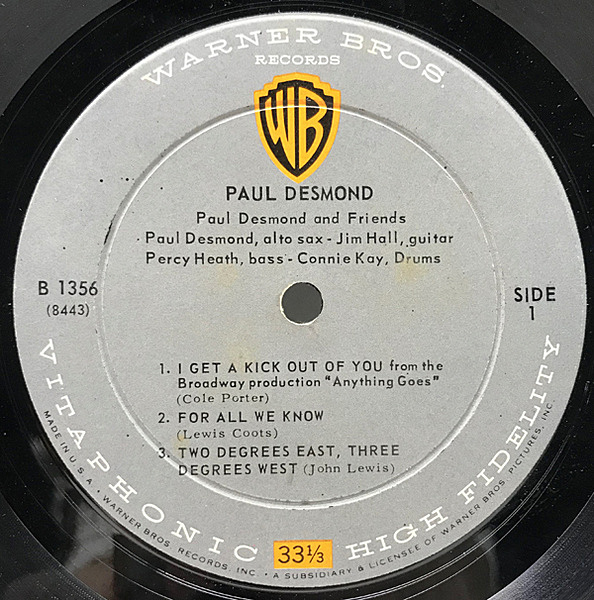 WARNER BROS.
RECORDS
WB
PAUL DESMOND
Paul Desmond and Friends
Paul Desmond, alto sax - Jim Hall, guitar
Percy Heath, bass - Connie Kay, Drums
B 1356
(8443)
SIDE
1
1. I GET A KICK OUT OF YOU from the
Broadway production "Anything Goes"
(Cole Porter)
2. FOR ALL WE KNOW
(Lewis Coots)
3. TWO DEGREES EAST, THREE
DEGREES WEST (John Lewis)
VITAPHONIC HIGH FIDELITY
33⅓
MADE IN U.S.A. • WARNER BROS. RECORDS, INC. • A SUBSIDIARY & LICENSEE OF WARNER BROS. PICTURES, INC.